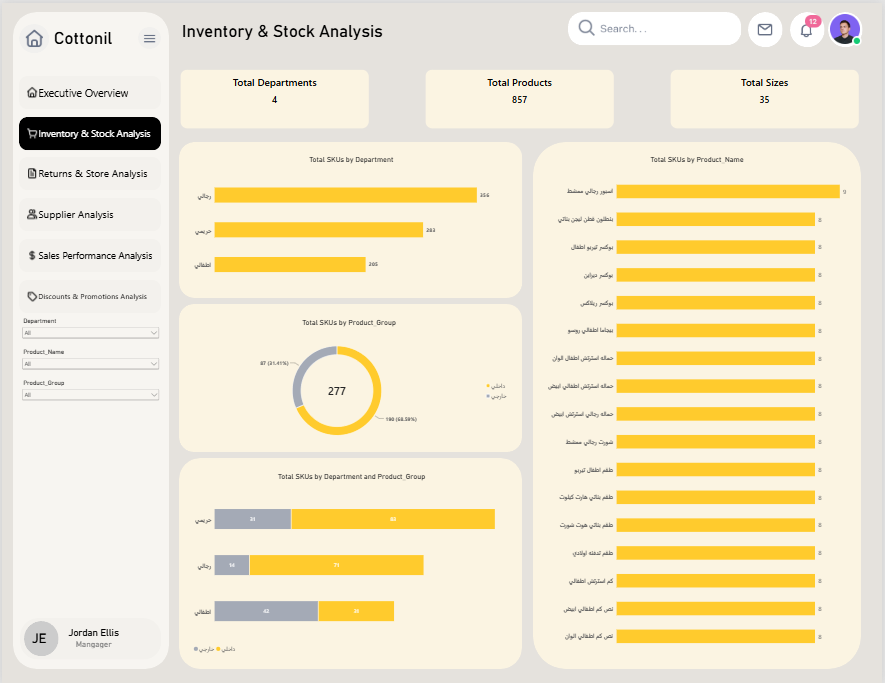 Cottonil
Inventory & Stock Analysis
Search. . .
12
Executive Overview
Inventory & Stock Analysis
Returns & Store Analysis
Supplier Analysis
$ Sales Performance Analysis
Discounts & Promotions Analysis
Department
All
Product_Name
All
Product_Group
All
JE
Jordan Ellis
Mangager
Total Departments
4
Total Products
857
Total Sizes
35
Total SKUs by Department
رجالي 356
حريمي 283
اطفالي 205
Total SKUs by Product_Group
87 (31.41%)
277
190 (68.59%)
داخلي
خارجي
Total SKUs by Department and Product_Group
حريمي 31 83
رجالي 14 71
اطفالي 42
خارجي داخلي
Total SKUs by Product_Name
اسبور رجالي ممشط 9
بنطلون قطن ليجن بناتي 8
بوكسر تيربو اطفال 8
بوكسر ديزاين 8
بوكسر ريلاكس 8
بيجاما اطفالي روسو 8
حماله استرتش اطفال الوان 8
حماله استرتش اطفالي ابيض 8
حماله رجالي استرتش ابيض 8
شورت رجالي ممشط 8
طقم اطفال تيربو 8
طقم بناتي هارت كيلوت 8
طقم بناتي هوت شورت 8
طقم تدفئه اولادي 8
كم استرتش اطفالي 8
نص كم اطفالي ابيض 8
نص كم اطفالي الوان 8